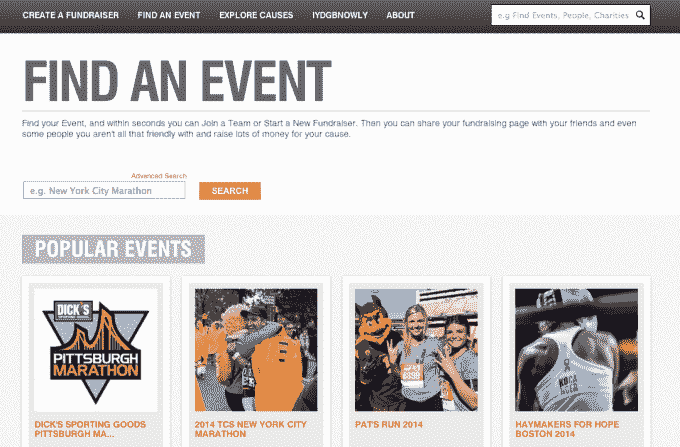 CREATE A FUNDRAISER FIND AN EVENT EXPLORE CAUSES IYDGBNOWLY ABOUT
e.g Find Events, People, Charities
FIND AN EVENT
Find your Event, and within seconds you can Join a Team or Start a New Fundraiser. Then you can share your fundraising page with your friends and even
some people you aren't all that friendly with and raise lots of money for your cause.
Advanced Search
e.g. New York City Marathon
SEARCH
POPULAR EVENTS
DICK'S
PITTSBURGH
MARATHON
DICK'S SPORTING GOODS
PITTSBURGH MA...
2014 TCS NEW YORK CITY
MARATHON
PAT'S RUN 2014
HAYMAKERS FOR HOPE
BOSTON 2014